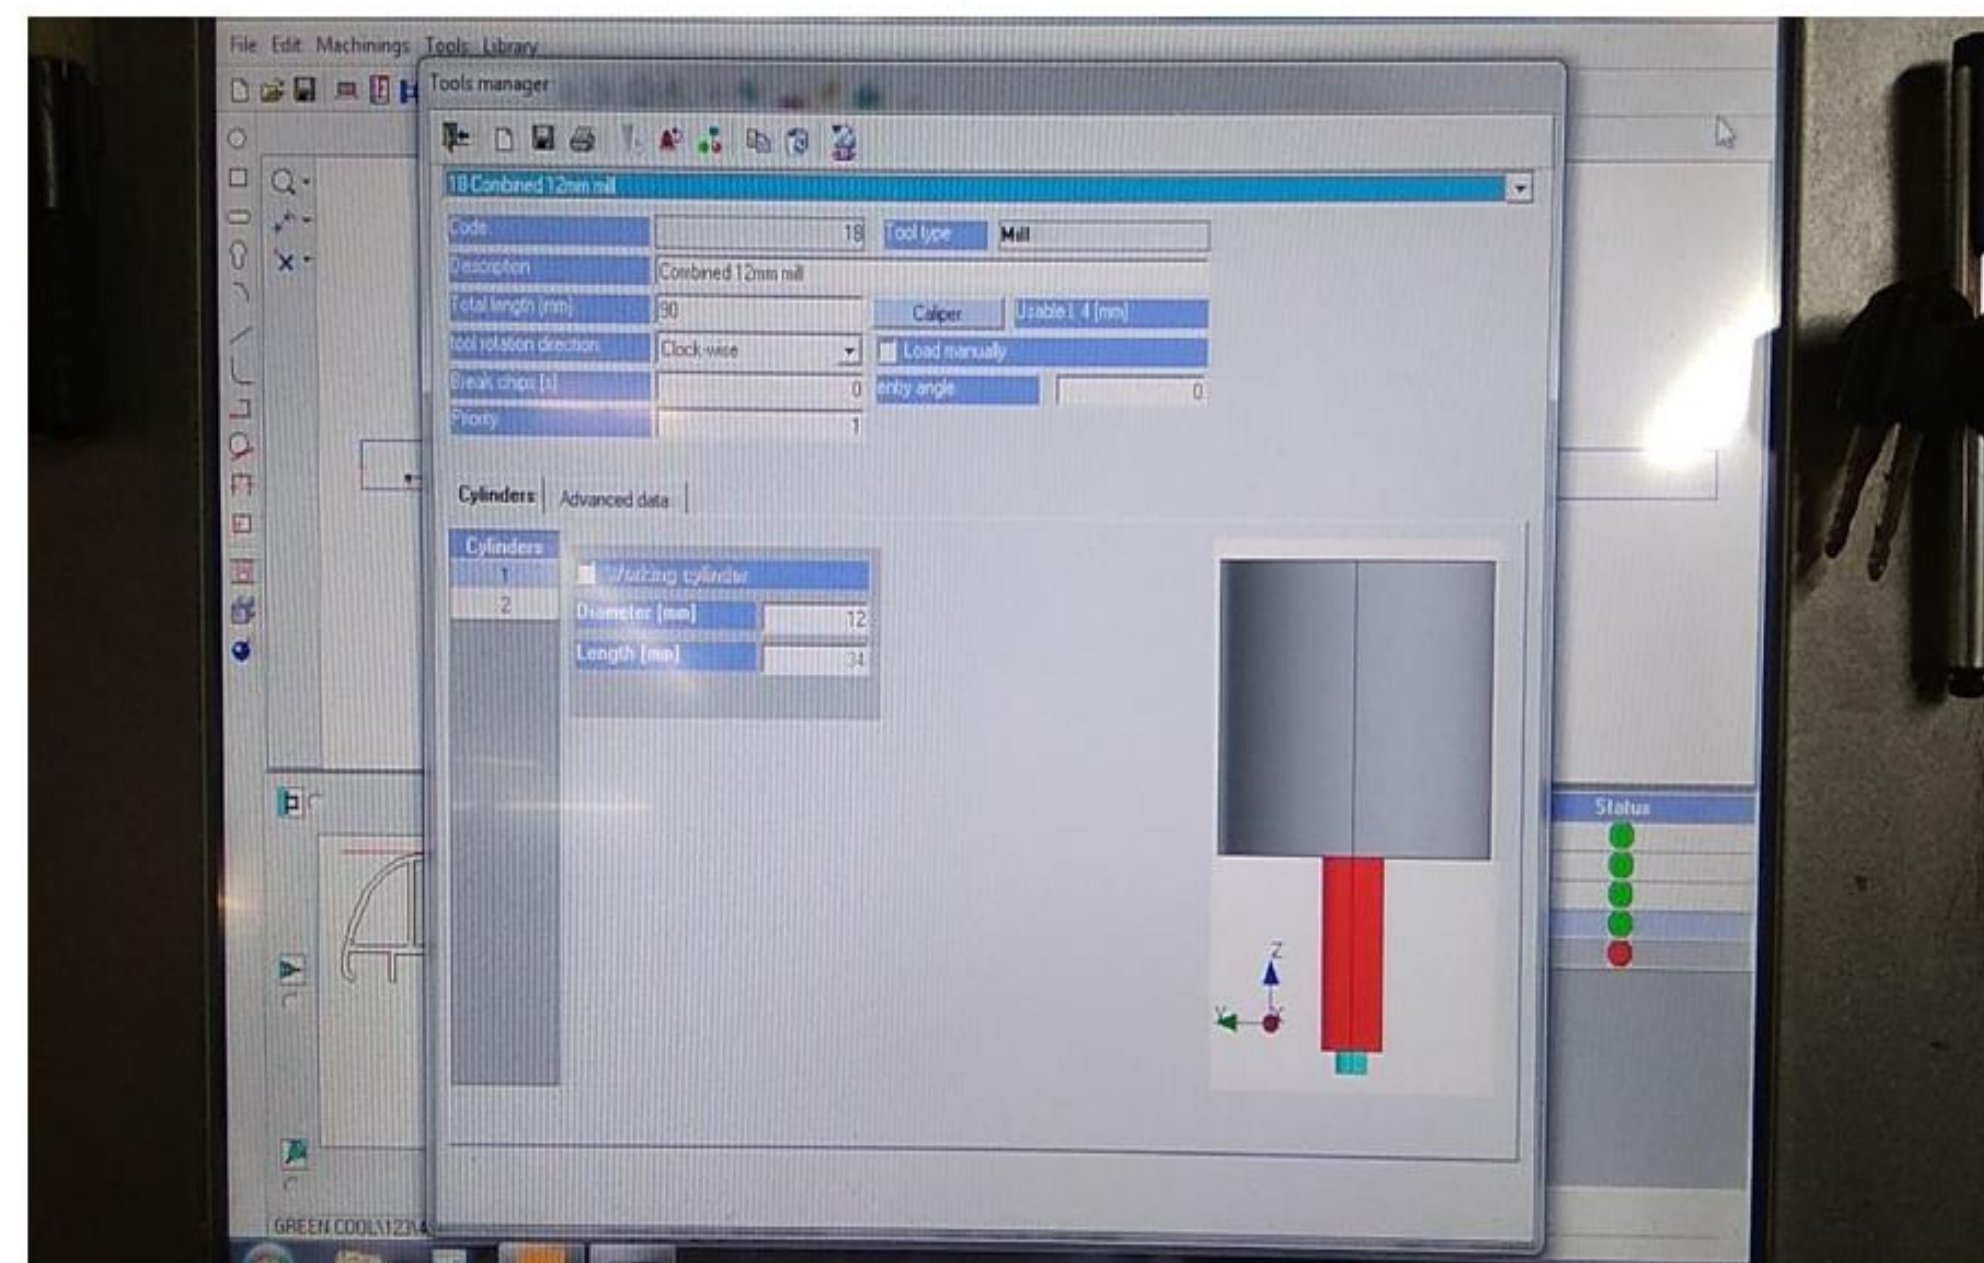 File Edit Machinings Tools Library
Tools manager
18-Combined 12mm mill
Code 18 Tool type Mill
Description Combined 12mm mill
Total length [mm] 90 Caliper Usable l. 4 [mm]
tool rotation direction Clock-wise Load manually
Break chips [s] 0 entry angle 0
Priority 1
Cylinders Advanced data
Cylinders
1 Working cylinder
2 Diameter [mm] 12
Length [mm] 34
Z
Y X
Status
GREEN COOL\123\